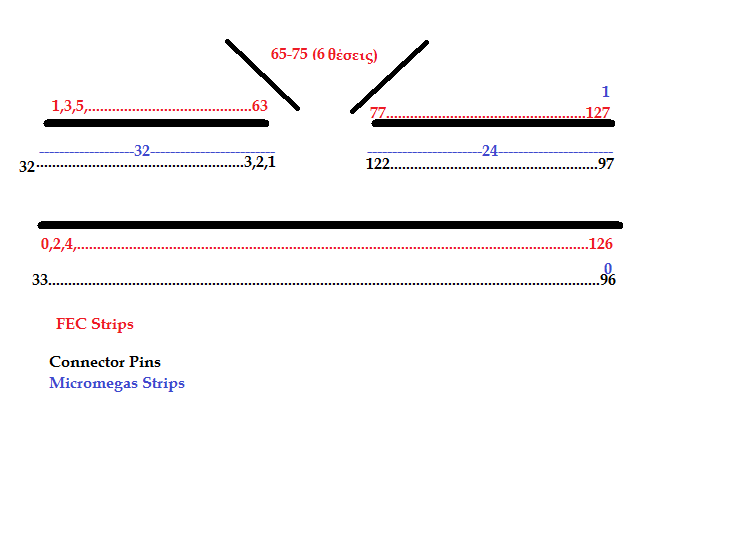 65-75 (6 θέσεις)
1
1,3,5,.........................................63
77..................................................127
-------------------32-------------------------
-----------------------24-----------------------
32....................................................3,2,1
122....................................................97
0,2,4,................................................................................................................................126
0
33..........................................................................................................................................96
FEC Strips
Connector Pins
Micromegas Strips